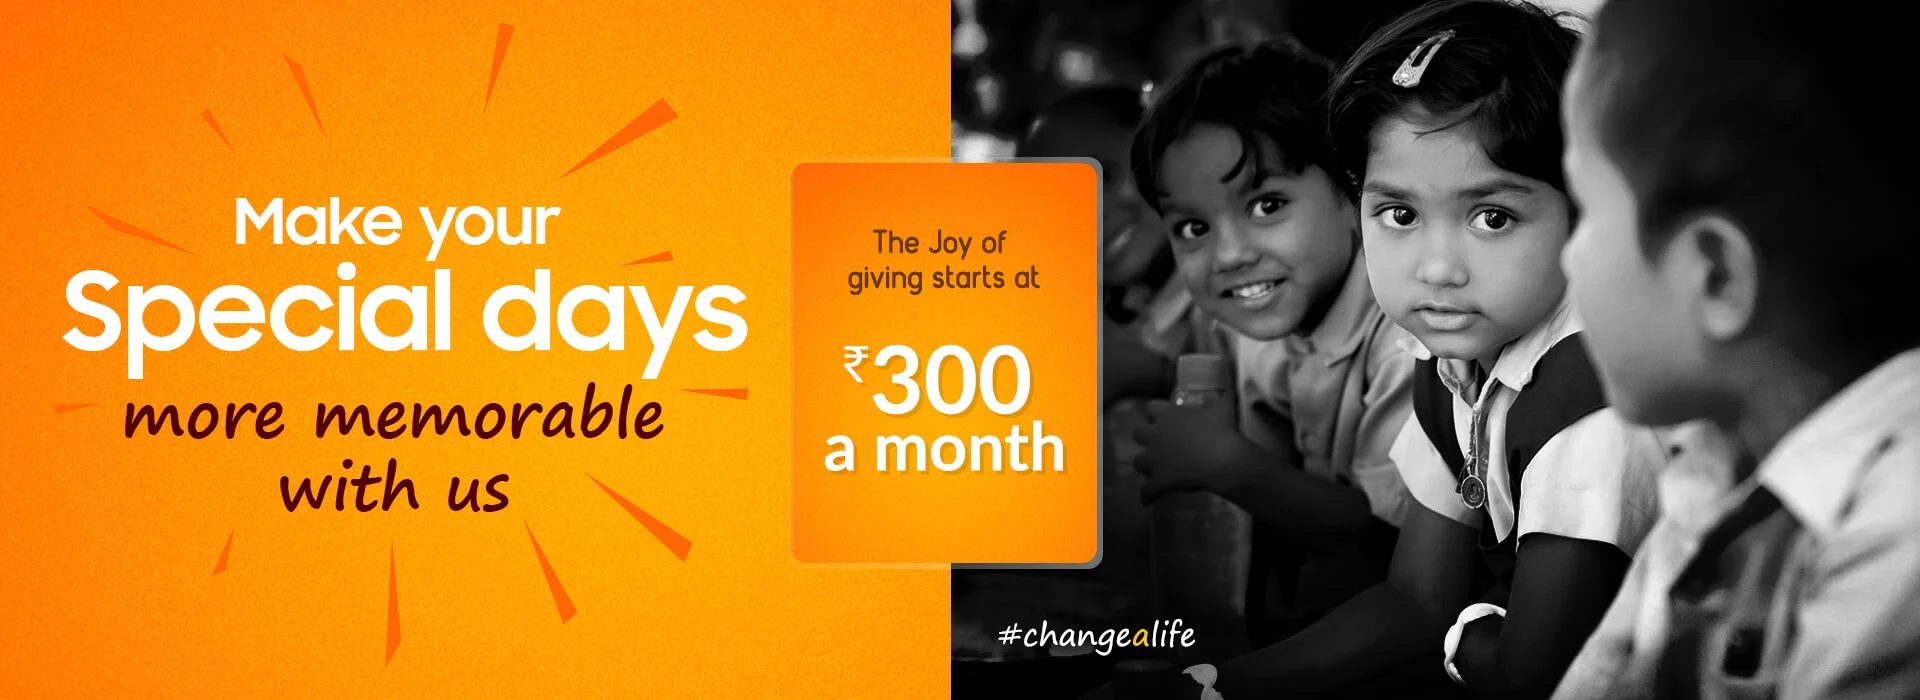 Make your
Special days
more memorable
with us
The Joy of
giving starts at
₹300
a month
#changealife